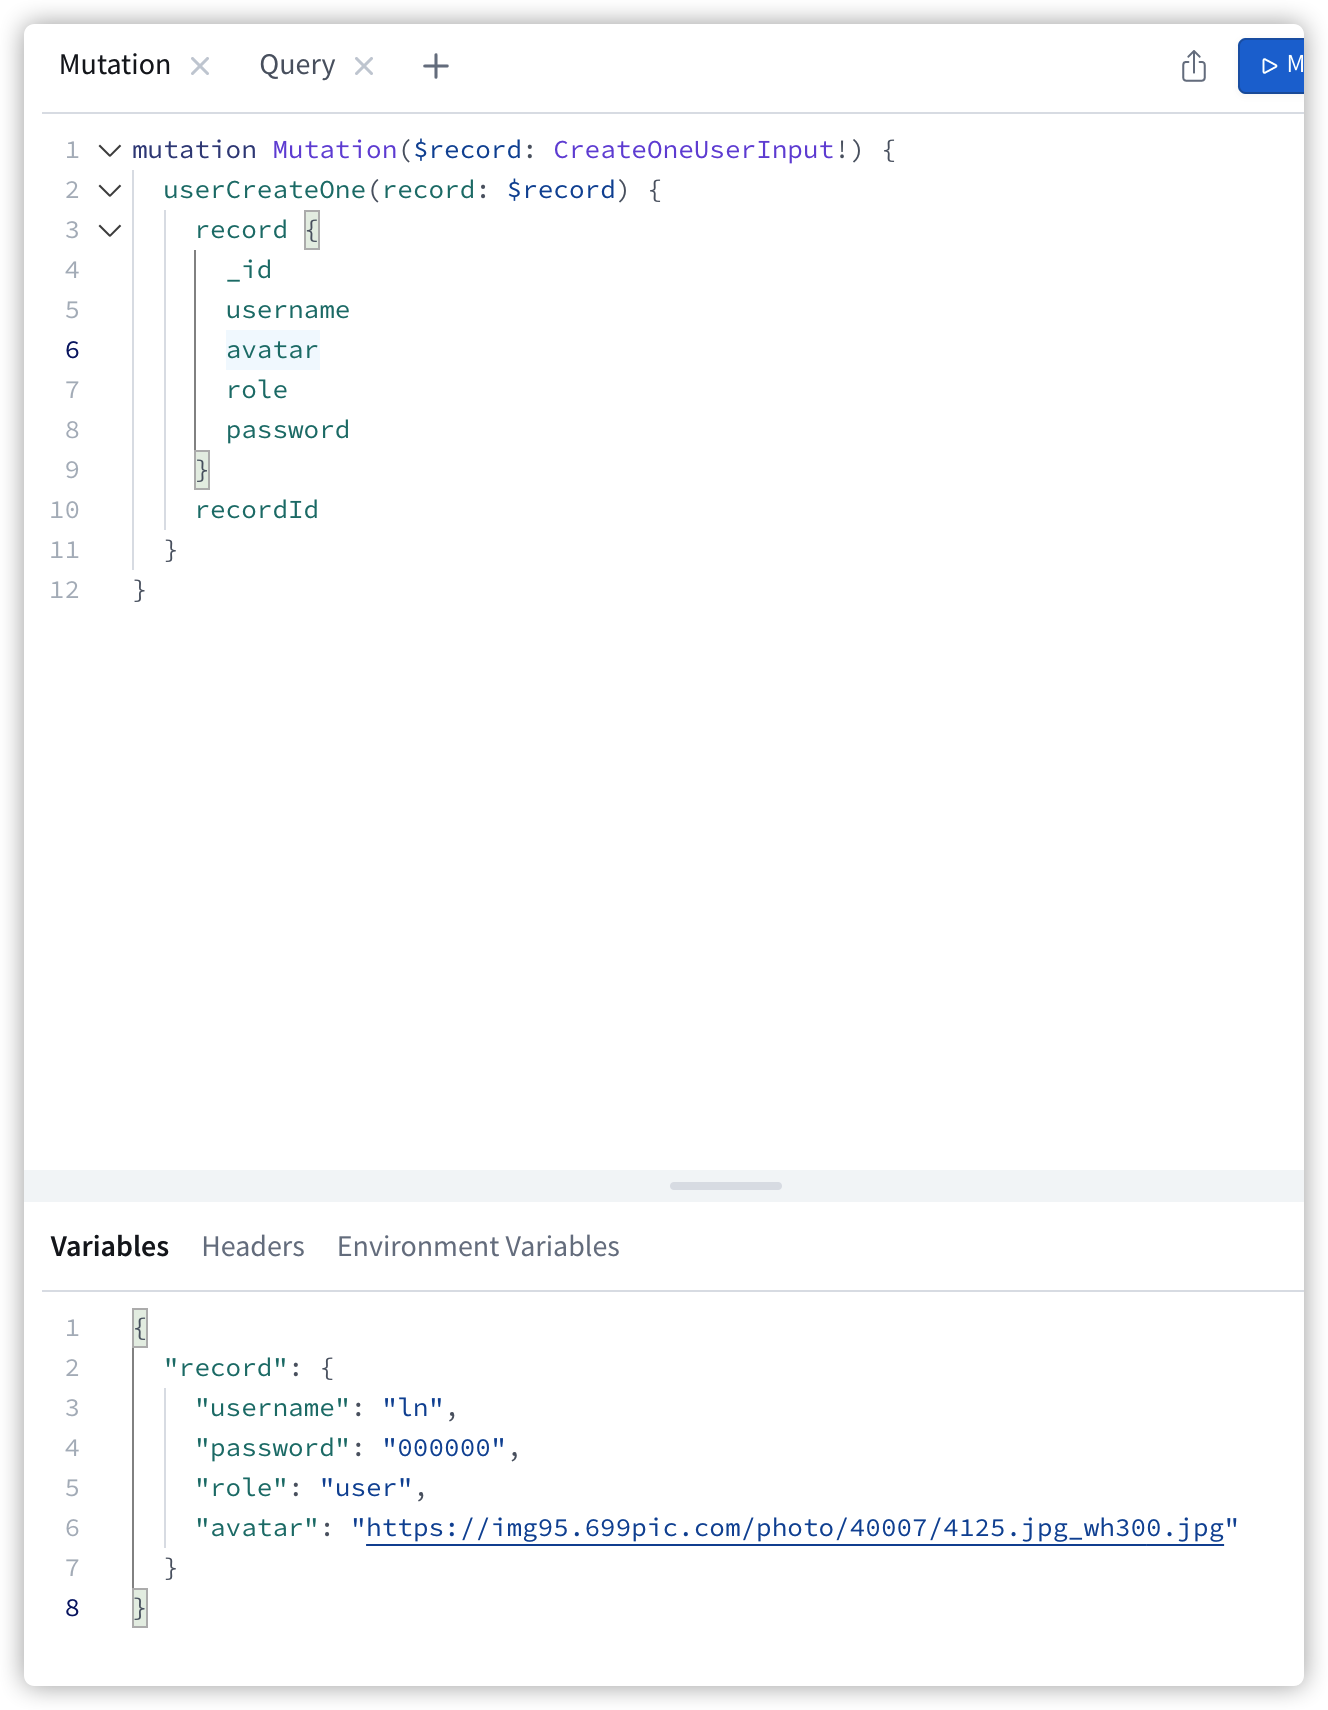 Mutation Query
M
1 mutation Mutation($record: CreateOneUserInput!) {
2 userCreateOne(record: $record) {
3 record {
4 _id
5 username
6 avatar
7 role
8 password
9 }
10 recordId
11 }
12 }
Variables Headers Environment Variables
1 {
2 "record": {
3 "username": "ln",
4 "password": "000000",
5 "role": "user",
6 "avatar": "https://img95.699pic.com/photo/40007/4125.jpg_wh300.jpg"
7 }
8 }